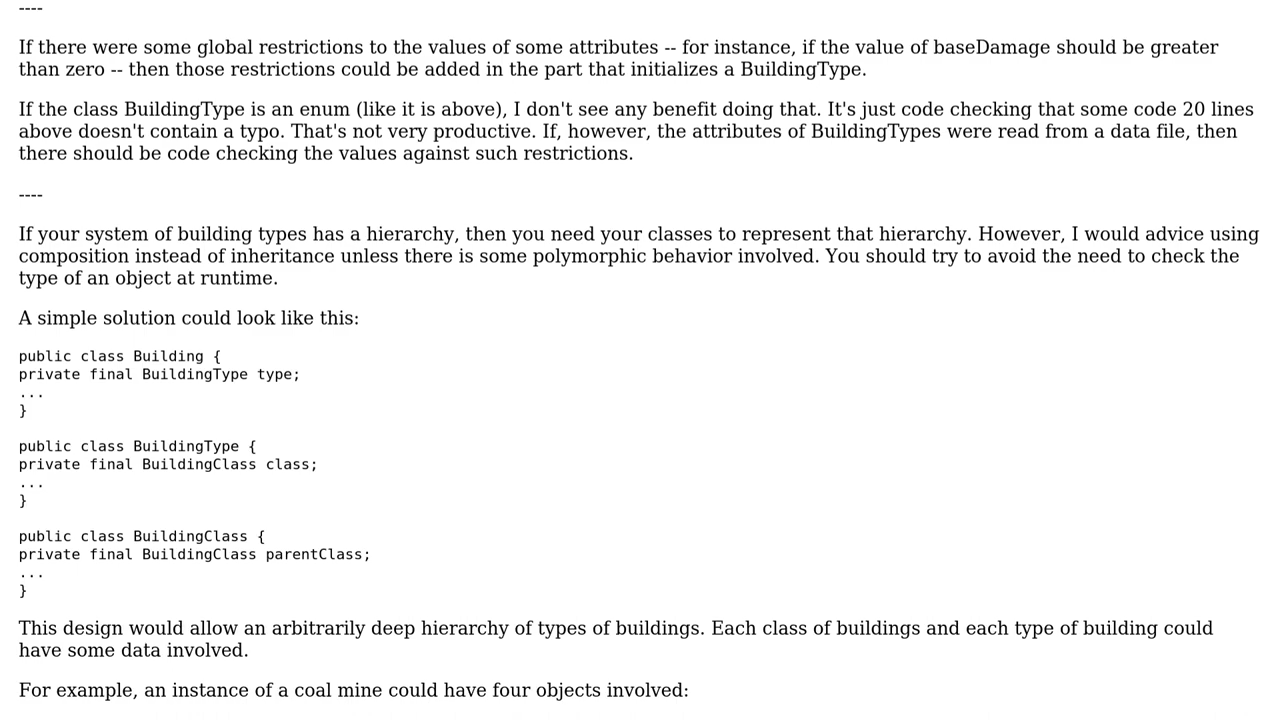 ----
If there were some global restrictions to the values of some attributes -- for instance, if the value of baseDamage should be greater
than zero -- then those restrictions could be added in the part that initializes a BuildingType.
If the class BuildingType is an enum (like it is above), I don't see any benefit doing that. It's just code checking that some code 20 lines
above doesn't contain a typo. That's not very productive. If, however, the attributes of BuildingTypes were read from a data file, then
there should be code checking the values against such restrictions.
----
If your system of building types has a hierarchy, then you need your classes to represent that hierarchy. However, I would advice using
composition instead of inheritance unless there is some polymorphic behavior involved. You should try to avoid the need to check the
type of an object at runtime.
A simple solution could look like this:
public class Building {
private final BuildingType type;
...
}
public class BuildingType {
private final BuildingClass class;
...
}
public class BuildingClass {
private final BuildingClass parentClass;
...
}
This design would allow an arbitrarily deep hierarchy of types of buildings. Each class of buildings and each type of building could
have some data involved.
For example, an instance of a coal mine could have four objects involved: